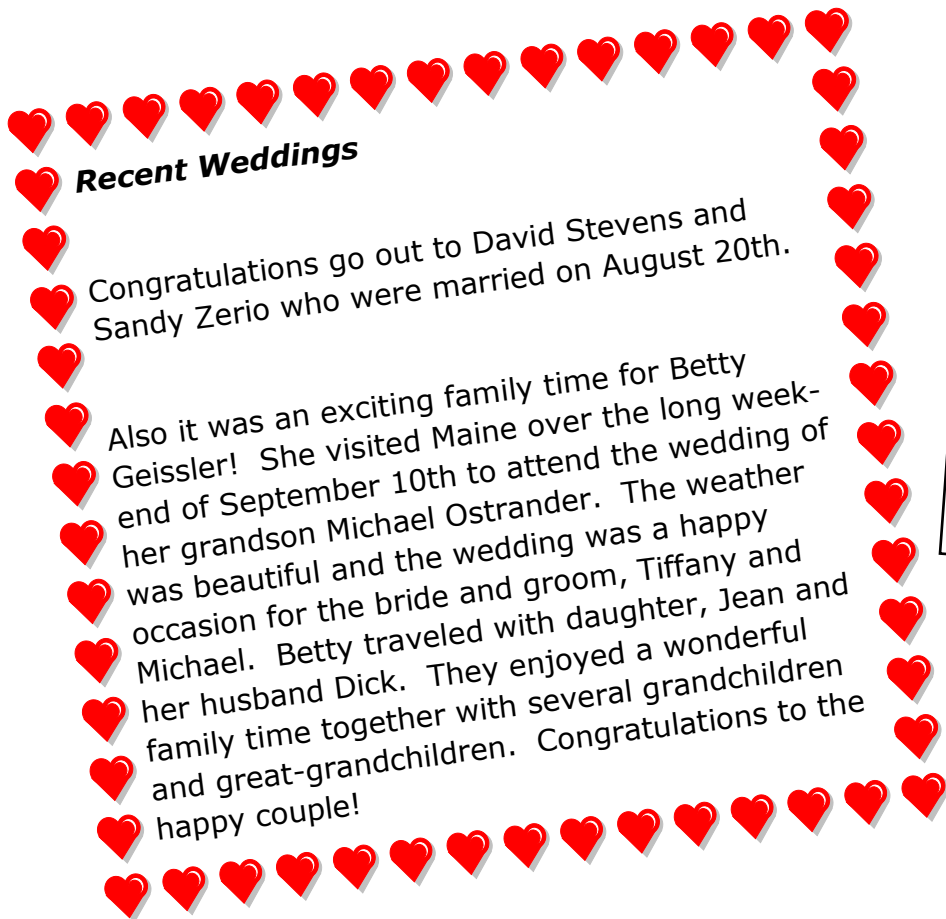 Recent Weddings
Congratulations go out to David Stevens and
Sandy Zerio who were married on August 20th.
Also it was an exciting family time for Betty
Geissler!  She visited Maine over the long week-
end of September 10th to attend the wedding of
her grandson Michael Ostrander.  The weather
was beautiful and the wedding was a happy
occasion for the bride and groom, Tiffany and
Michael.  Betty traveled with daughter, Jean and
her husband Dick.  They enjoyed a wonderful
family time together with several grandchildren
and great-grandchildren.  Congratulations to the
happy couple!